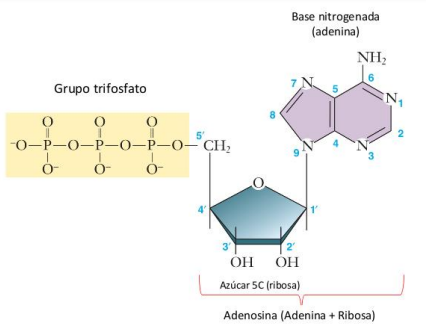 Base nitrogenada
(adenina)
NH₂
Grupo trifosfato
7 N 5 6 N 1
8
9 N 4 N 3 2
O O O
⁻O—P—O—P—O—P—O—CH₂
5′
O⁻ O⁻ O⁻
O
4′ 1′
3′ 2′
OH OH
Azúcar 5C (ribosa)
Adenosina (Adenina + Ribosa)